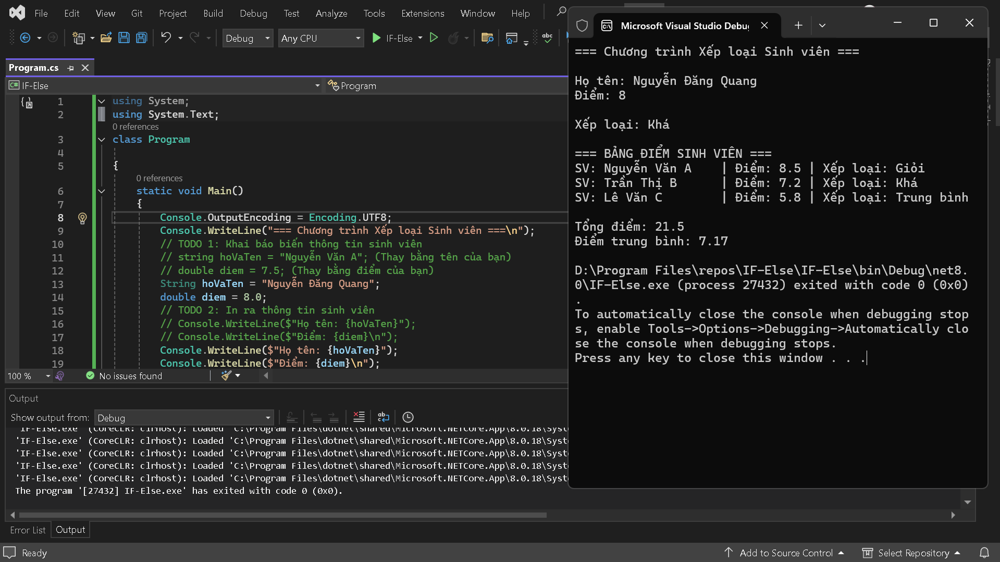 File Edit View Git Project Build Debug Test Analyze Tools Extensions Window Help
Debug Any CPU IF-Else
Program.cs
IF-Else Program
1 using System;
2 using System.Text;
0 references
3 class Program
4
5 {
0 references
6 static void Main()
7 {
8 Console.OutputEncoding = Encoding.UTF8;
9 Console.WriteLine("=== Chương trình Xếp loại Sinh viên ===\n");
10 // TODO 1: Khai báo biến thông tin sinh viên
11 // string hoVaTen = "Nguyễn Văn A"; (Thay bằng tên của bạn)
12 // double diem = 7.5; (Thay bằng điểm của bạn)
13 String hoVaTen = "Nguyễn Đăng Quang";
14 double diem = 8.0;
15 // TODO 2: In ra thông tin sinh viên
16 // Console.WriteLine($"Họ tên: {hoVaTen}");
17 // Console.WriteLine($"Điểm: {diem}\n");
18 Console.WriteLine($"Họ tên: {hoVaTen}");
19 Console.WriteLine($"Điểm: {diem}\n");
100 % No issues found
Output
Show output from: Debug
'IF-Else.exe' (CoreCLR: clrhost): Loaded 'C:\Program Files\dotnet\shared\Microsoft.NETCore.App\8.0.18\Syst
'IF-Else.exe' (CoreCLR: clrhost): Loaded 'C:\Program Files\dotnet\shared\Microsoft.NETCore.App\8.0.18\Syst
'IF-Else.exe' (CoreCLR: clrhost): Loaded 'C:\Program Files\dotnet\shared\Microsoft.NETCore.App\8.0.18\Syst
'IF-Else.exe' (CoreCLR: clrhost): Loaded 'C:\Program Files\dotnet\shared\Microsoft.NETCore.App\8.0.18\Syst
'IF-Else.exe' (CoreCLR: clrhost): Loaded 'C:\Program Files\dotnet\shared\Microsoft.NETCore.App\8.0.18\Syst
The program '[27432] IF-Else.exe' has exited with code 0 (0x0).
Error List Output
Ready Add to Source Control Select Repository
Microsoft Visual Studio Debu
=== Chương trình Xếp loại Sinh viên ===
Họ tên: Nguyễn Đăng Quang
Điểm: 8
Xếp loại: Khá
=== BẢNG ĐIỂM SINH VIÊN ===
SV: Nguyễn Văn A | Điểm: 8.5 | Xếp loại: Giỏi
SV: Trần Thị B | Điểm: 7.2 | Xếp loại: Khá
SV: Lê Văn C | Điểm: 5.8 | Xếp loại: Trung bình
Tổng điểm: 21.5
Điểm trung bình: 7.17
D:\Program Files\repos\IF-Else\IF-Else\bin\Debug\net8.
0\IF-Else.exe (process 27432) exited with code 0 (0x0)
.
To automatically close the console when debugging stop
s, enable Tools->Options->Debugging->Automatically clo
se the console when debugging stops.
Press any key to close this window . . .